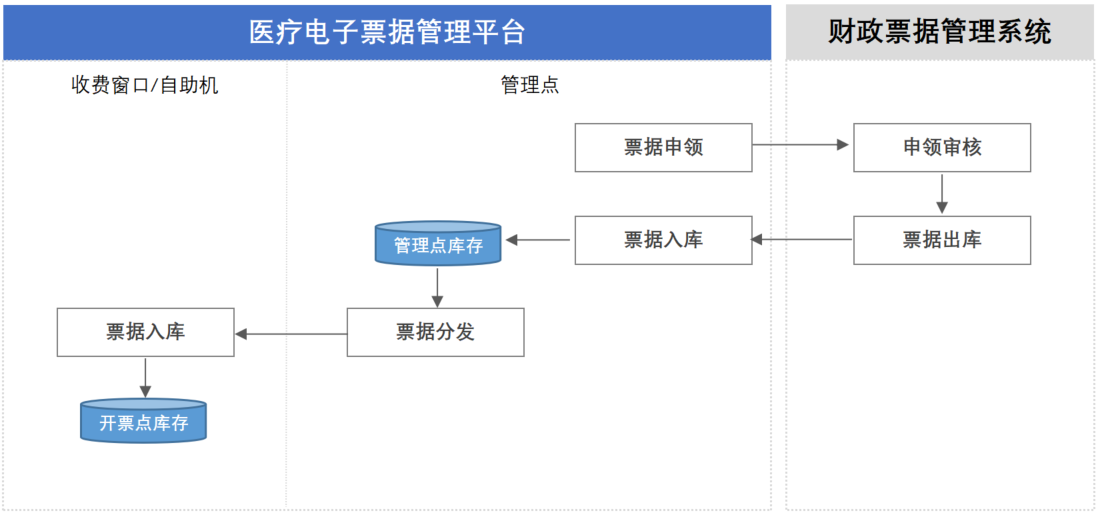 医疗电子票据管理平台
财政票据管理系统
收费窗口/自助机
管理点
票据申领
申领审核
管理点库存
票据入库
票据出库
票据入库
票据分发
开票点库存